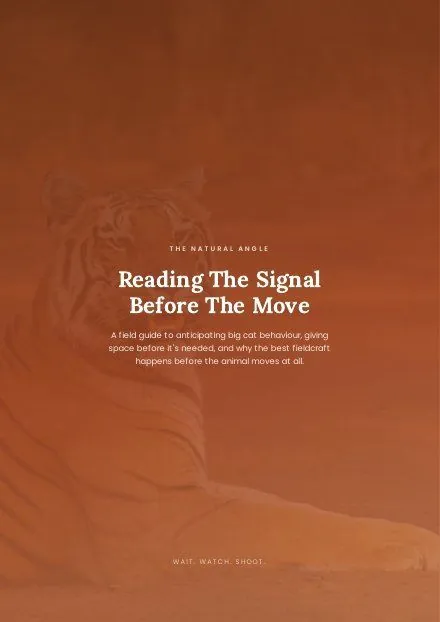 THE NATURAL ANGLE
Reading The Signal
Before The Move
A field guide to anticipating big cat behaviour, giving
space before it's needed, and why the best fieldcraft
happens before the animal moves at all.
WAIT. WATCH. SHOOT.